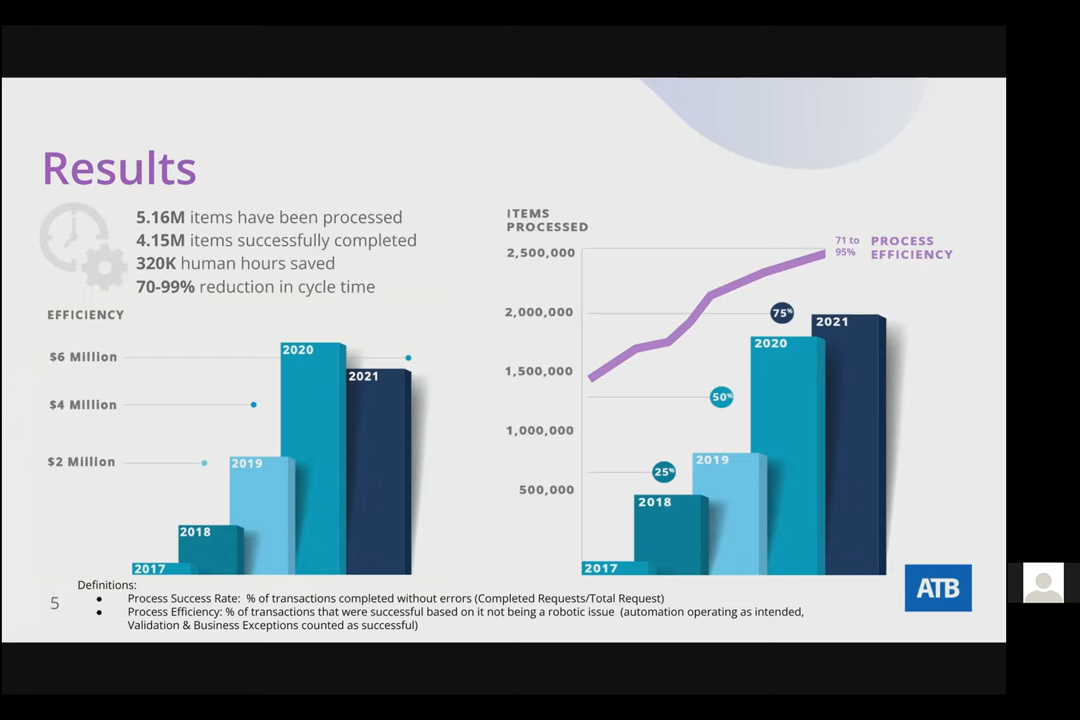 Results
5.16M items have been processed
4.15M items successfully completed
320K human hours saved
70-99% reduction in cycle time
EFFICIENCY
$6 Million
$4 Million
$2 Million
2017
2018
2019
2020
2021
ITEMS
PROCESSED
2,500,000
2,000,000
1,500,000
1,000,000
500,000
71 to
95%
PROCESS
EFFICIENCY
25%
50%
75%
2017
2018
2019
2020
2021
Definitions:
● Process Success Rate: % of transactions completed without errors (Completed Requests/Total Request)
● Process Efficiency: % of transactions that were successful based on it not being a robotic issue (automation operating as intended,
Validation & Business Exceptions counted as successful)
5
ATB